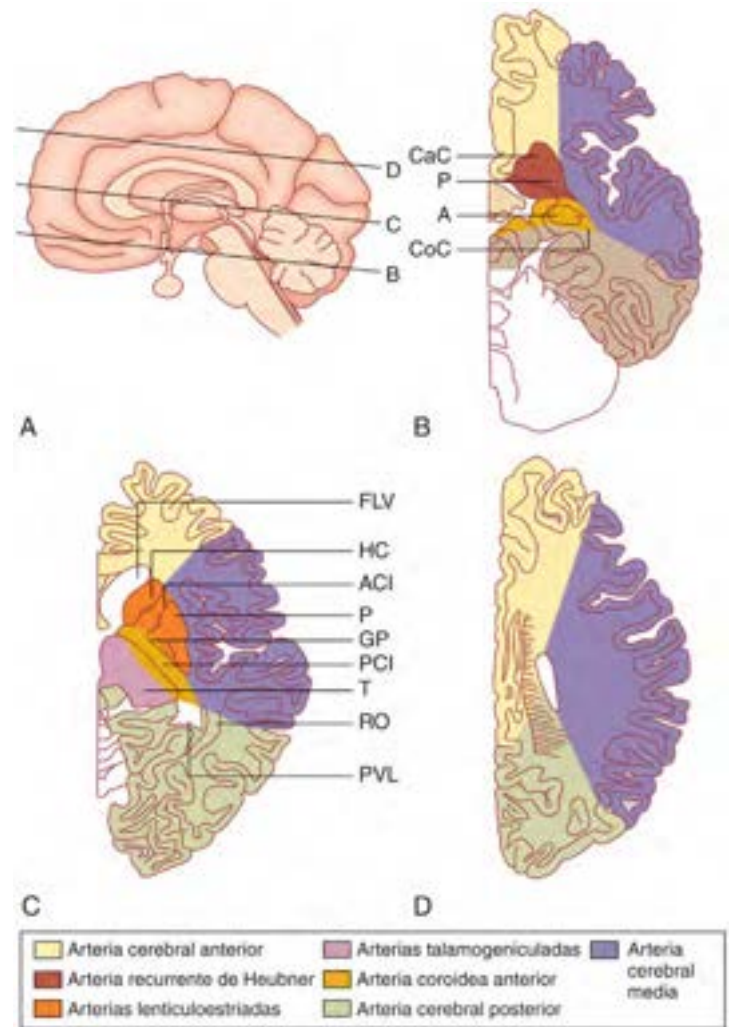 D
C
B
CaC
P
A
CoC
A
B
FLV
HC
ACI
P
GP
PCI
T
RO
PVL
C
D
Arteria cerebral anterior
Arteria recurrente de Heubner
Arterias lenticuloestriadas
Arterias talamogeniculadas
Arteria coroidea anterior
Arteria cerebral posterior
Arteria
cerebral
media